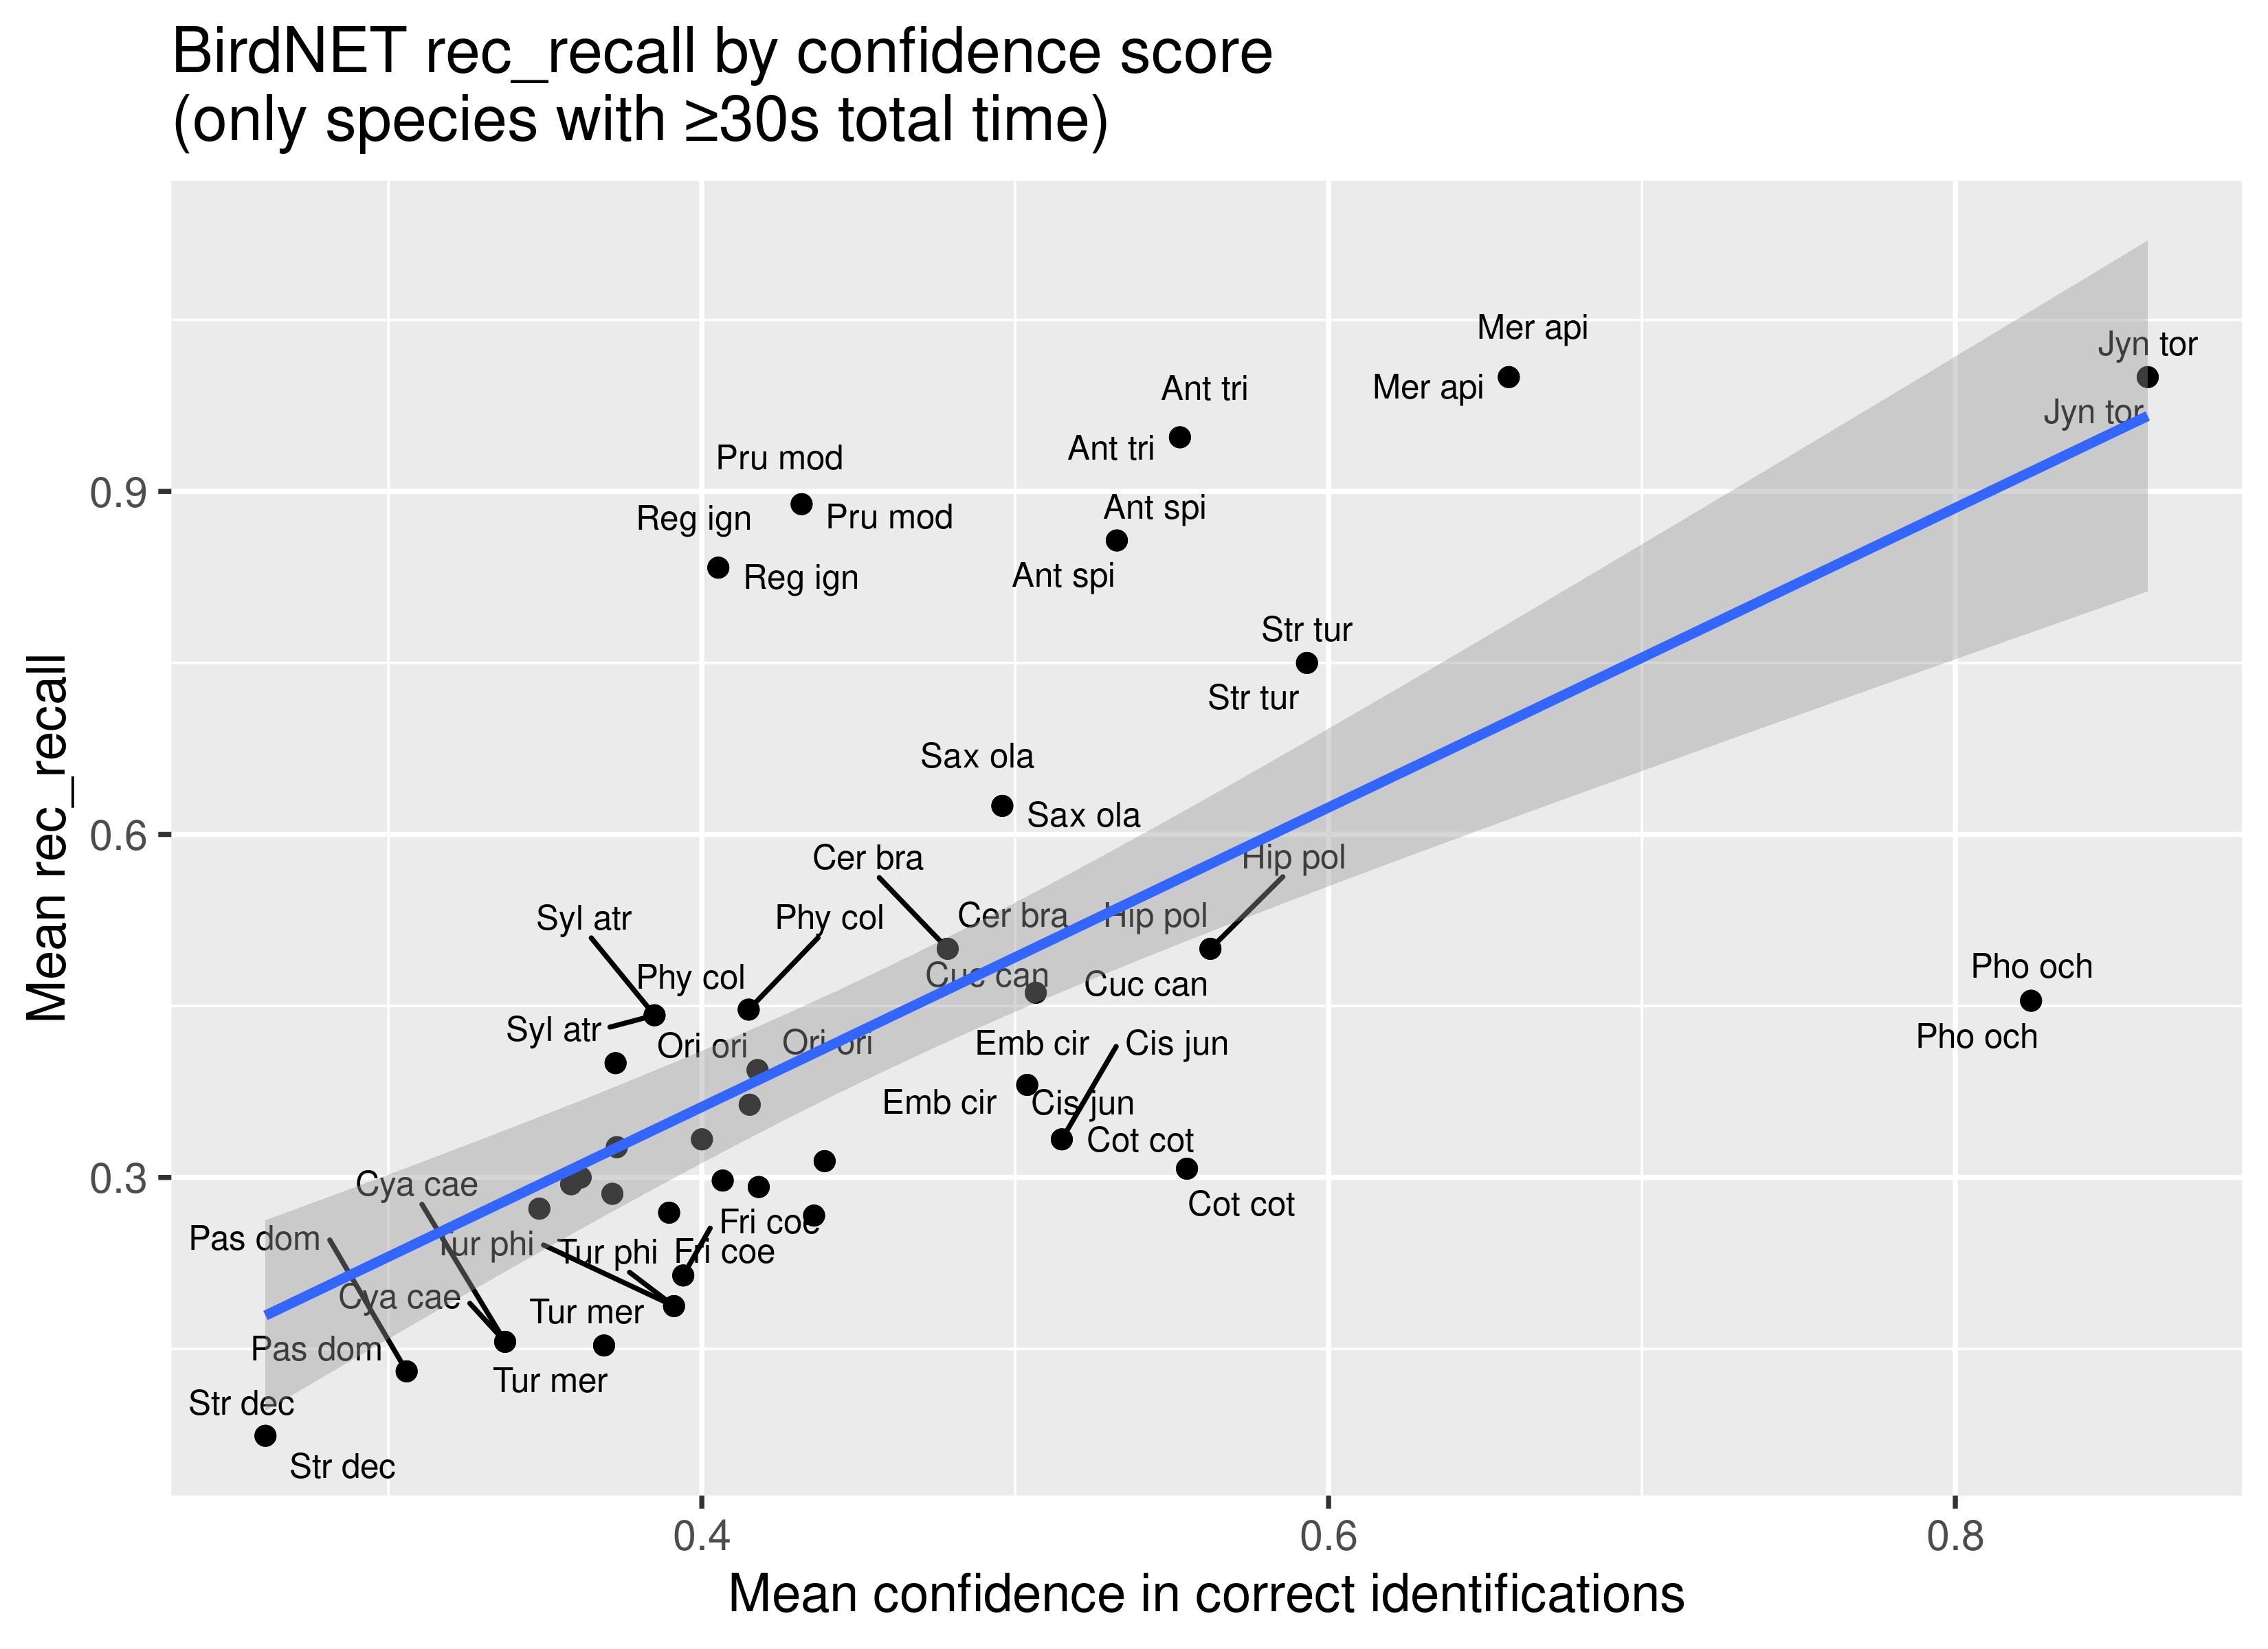 BirdNET rec_recall by confidence score
(only species with ≥30s total time)
Mer api
Jyn tor
Mer api
Ant tri
Jyn tor
Ant tri
Pru mod
0.9
Ant spi
Reg ign
Pru mod
Ant spi
Reg ign
Str tur
Str tur
Sax ola
Sax ola
0.6
Cer bra
Hip pol
Syl atr
Phy col
Cer bra
Hip pol
Phy col
Cuc can
Cuc can
Pho och
Syl atr
Ori ori
Ori ori
Emb cir
Cis jun
Pho och
Emb cir
Cis jun
Cot cot
0.3
Cya cae
Cot cot
Pas dom
Tur phi
Tur phi
Fri coe
Fri coe
Cya cae
Tur mer
Pas dom
Tur mer
Str dec
Str dec
0.4
0.6
0.8
Mean confidence in correct identifications
Mean rec_recall